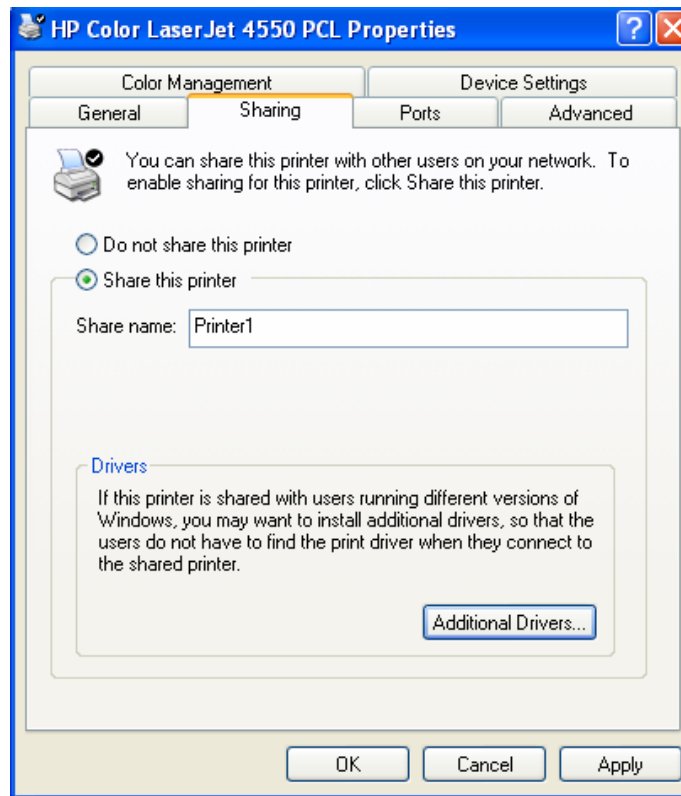 HP Color LaserJet 4550 PCL Properties
Color Management Device Settings
General Sharing Ports Advanced
You can share this printer with other users on your network. To
enable sharing for this printer, click Share this printer.
Do not share this printer
Share this printer
Share name: Printer1
Drivers
If this printer is shared with users running different versions of
Windows, you may want to install additional drivers, so that the
users do not have to find the print driver when they connect to
the shared printer.
Additional Drivers...
OK Cancel Apply